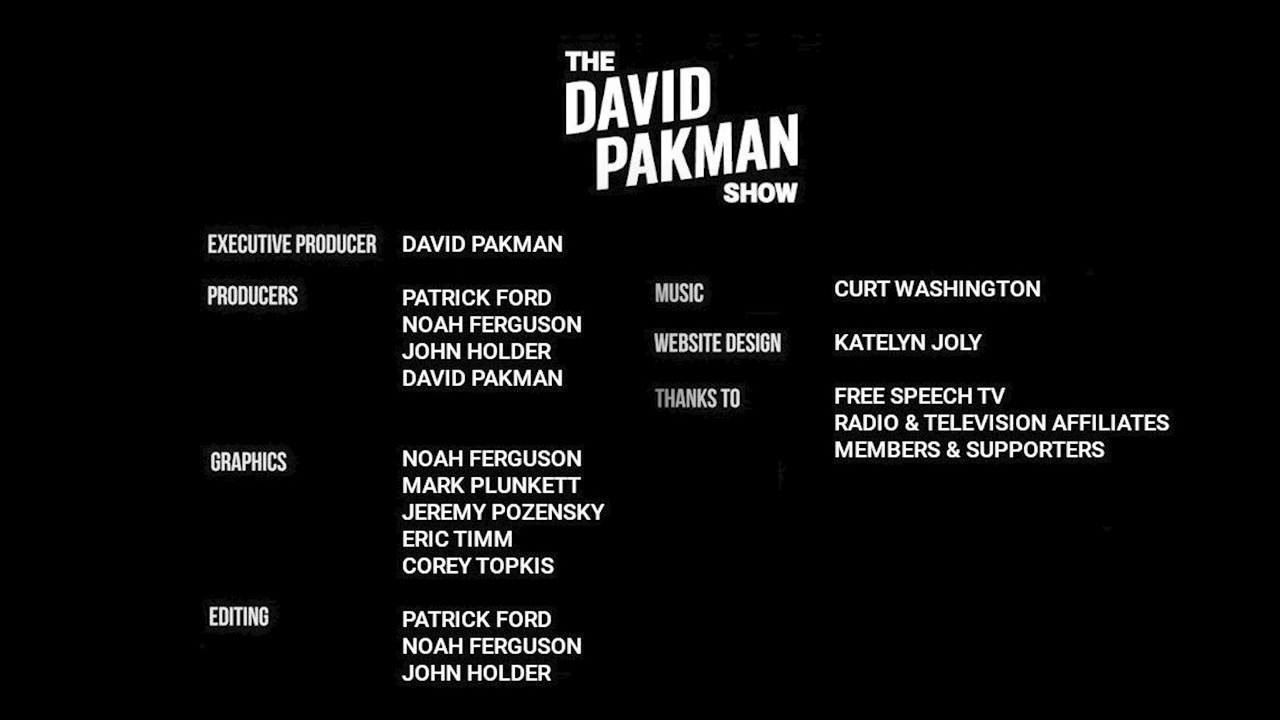 THE
DAVID
PAKMAN
SHOW
EXECUTIVE PRODUCER DAVID PAKMAN
PRODUCERS PATRICK FORD
NOAH FERGUSON
JOHN HOLDER
DAVID PAKMAN
GRAPHICS NOAH FERGUSON
MARK PLUNKETT
JEREMY POZENSKY
ERIC TIMM
COREY TOPKIS
EDITING PATRICK FORD
NOAH FERGUSON
JOHN HOLDER
MUSIC CURT WASHINGTON
WEBSITE DESIGN KATELYN JOLY
THANKS TO FREE SPEECH TV
RADIO & TELEVISION AFFILIATES
MEMBERS & SUPPORTERS